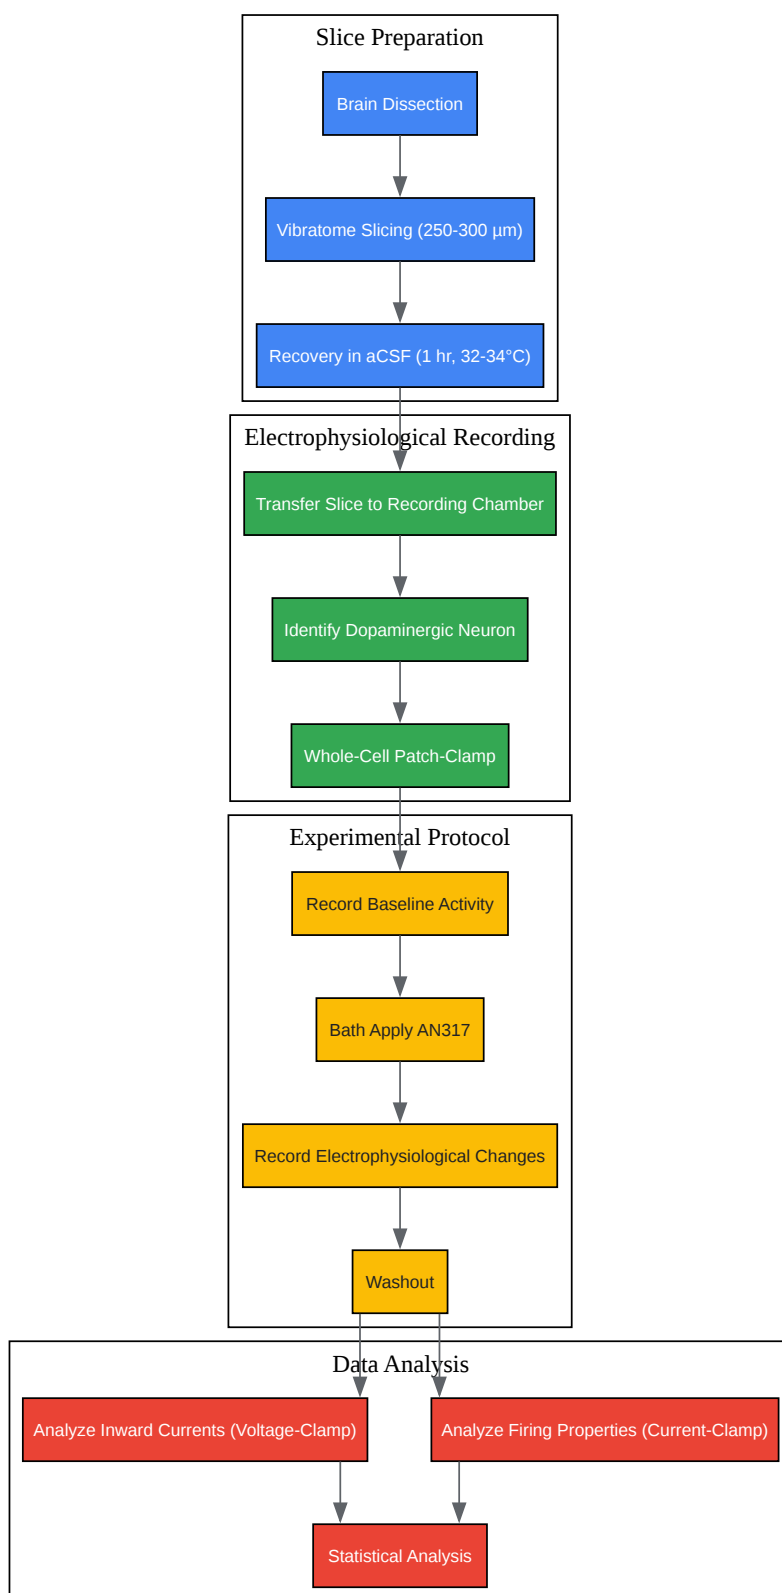 Slice Preparation
Brain Dissection
Vibratome Slicing (250-300 µm)
Recovery in aCSF (1 hr, 32-34°C)
Electrophysiological Recording
Transfer Slice to Recording Chamber
Identify Dopaminergic Neuron
Whole-Cell Patch-Clamp
Experimental Protocol
Record Baseline Activity
Bath Apply AN317
Record Electrophysiological Changes
Washout
Data Analysis
Analyze Inward Currents (Voltage-Clamp)
Analyze Firing Properties (Current-Clamp)
Statistical Analysis